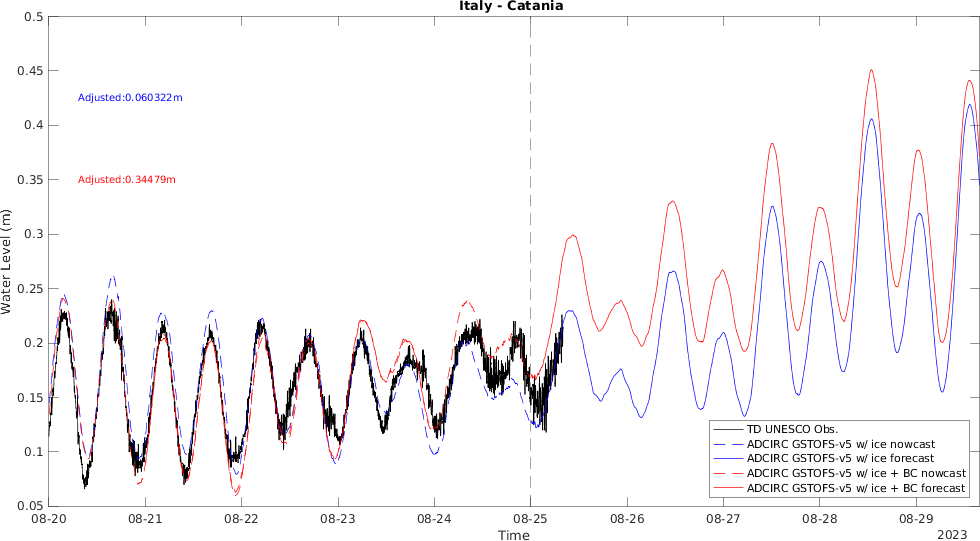 Italy - Catania
0.5
0.45
0.4
0.35
0.3
0.25
0.2
0.15
0.1
0.05
Water Level (m)
Adjusted:0.060322m
Adjusted:0.34479m
TD UNESCO Obs.
ADCIRC GSTOFS-v5 w/ ice nowcast
ADCIRC GSTOFS-v5 w/ ice forecast
ADCIRC GSTOFS-v5 w/ ice + BC nowcast
ADCIRC GSTOFS-v5 w/ ice + BC forecast
08-20 08-21 08-22 08-23 08-24 08-25 08-26 08-27 08-28 08-29
Time
2023